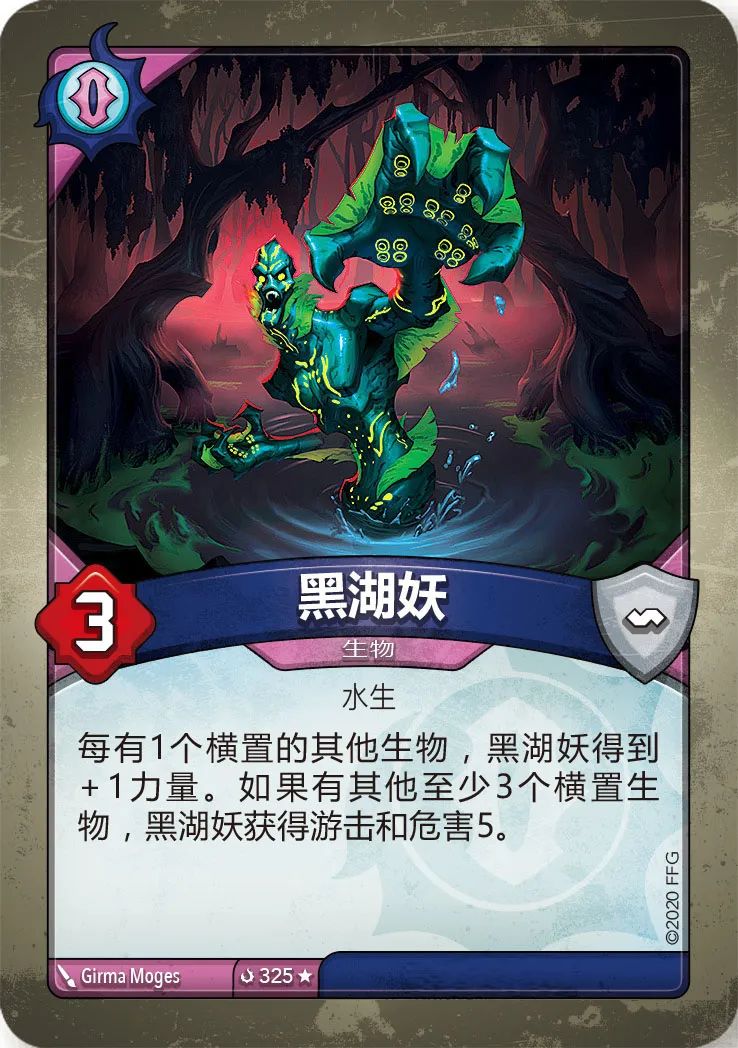 黑湖妖
3
生物
水生
每有1个横置的其他生物，黑湖妖得到
+1力量。如果有其他至少3个横置生
物，黑湖妖获得游击和危害5。
©2020 FFG
Girma Moges
325